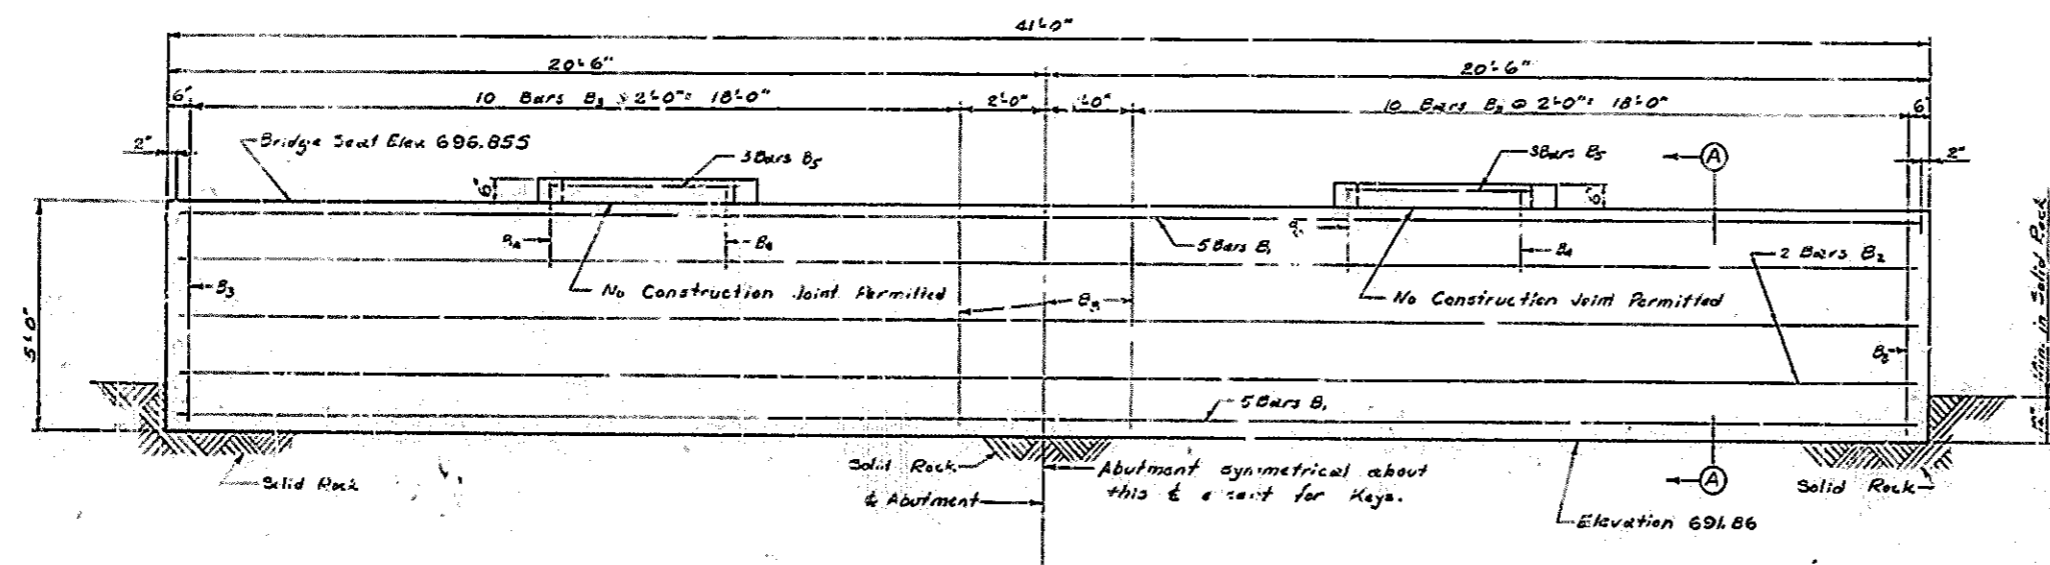 41'-0"
20'-6"
20'-6"
6"
10 Bars B3 @ 2'-0" = 18'-0"
2'-0"
10 Bars B3 @ 2'-0" = 18'-0"
6"
2"
Bridge Seat Elev. 696.855
3 Bars B5
3 Bars B5
A
2"
6"
6"
B4
B4
5 Bars B1
B4
2 Bars B2
B3
No Construction Joint Permitted
B3
No Construction Joint Permitted
5'-0"
12" Min. in Solid Rock
5 Bars B1
Solid Rock
Solid Rock
℄ Abutment
Abutment symmetrical about
this ℄ except for Keys.
A
Solid Rock
Elevation 691.86